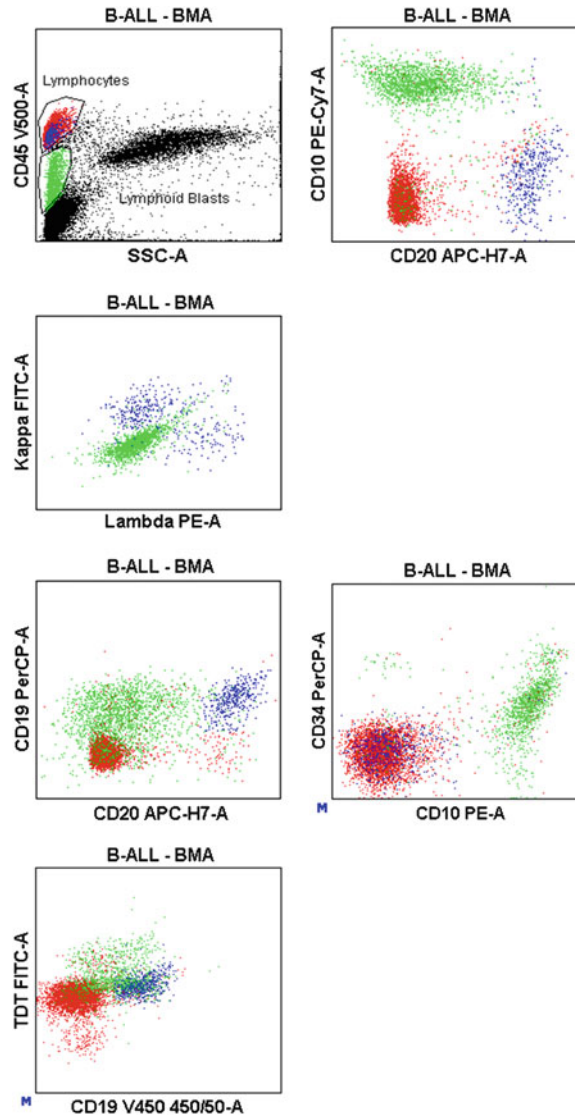 B-ALL - BMA
CD45 V500-A
Lymphocytes
Lymphoid Blasts
SSC-A
B-ALL - BMA
CD10 PE-Cy7-A
CD20 APC-H7-A
B-ALL - BMA
Kappa FITC-A
Lambda PE-A
B-ALL - BMA
CD19 PerCP-A
CD20 APC-H7-A
B-ALL - BMA
CD34 PerCP-A
M
CD10 PE-A
B-ALL - BMA
TDT FITC-A
M
CD19 V450 450/50-A